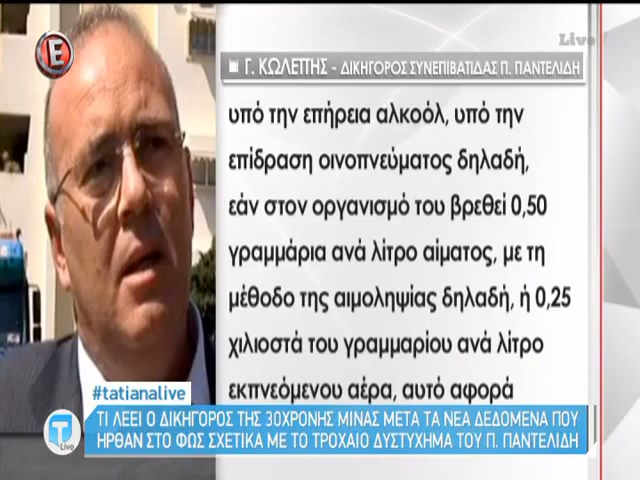 E
Live
Γ. ΚΩΛΕΤΤΗΣ - ΔΙΚΗΓΟΡΟΣ ΣΥΝΕΠΙΒΑΤΙΔΑΣ Π. ΠΑΝΤΕΛΙΔΗ
υπό την επήρεια αλκοόλ, υπό την
επίδραση οινοπνεύματος δηλαδή,
εάν στον οργανισμό του βρεθεί 0,50
γραμμάρια ανά λίτρο αίματος, με τη
μέθοδο της αιμοληψίας δηλαδή, ή 0,25
χιλιοστά του γραμμαρίου ανά λίτρο
εκπνεόμενου αέρα, αυτό αφορά
#tatianalive
T Live
ΤΙ ΛΕΕΙ Ο ΔΙΚΗΓΟΡΟΣ ΤΗΣ 30ΧΡΟΝΗΣ ΜΙΝΑΣ ΜΕΤΑ ΤΑ ΝΕΑ ΔΕΔΟΜΕΝΑ ΠΟΥ
ΗΡΘΑΝ ΣΤΟ ΦΩΣ ΣΧΕΤΙΚΑ ΜΕ ΤΟ ΤΡΟΧΑΙΟ ΔΥΣΤΥΧΗΜΑ ΤΟΥ Π. ΠΑΝΤΕΛΙΔΗ